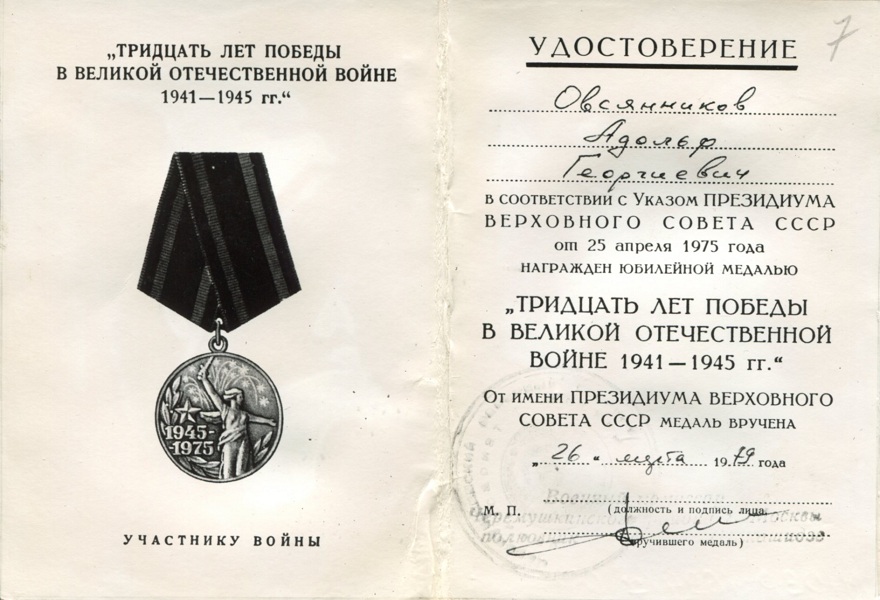 „ТРИДЦАТЬ ЛЕТ ПОБЕДЫ
В ВЕЛИКОЙ ОТЕЧЕСТВЕННОЙ ВОЙНЕ
1941—1945 гг.“
1945-
-1975
УЧАСТНИКУ ВОЙНЫ
7
УДОСТОВЕРЕНИЕ
Овсянников
Адольф
Георгиевич
в соответствии с Указом ПРЕЗИДИУМА
ВЕРХОВНОГО СОВЕТА СССР
от 25 апреля 1975 года
НАГРАЖДЕН ЮБИЛЕЙНОЙ МЕДАЛЬЮ
„ТРИДЦАТЬ ЛЕТ ПОБЕДЫ
В ВЕЛИКОЙ ОТЕЧЕСТВЕННОЙ
ВОЙНЕ 1941—1945 гг.“
От имени ПРЕЗИДИУМА ВЕРХОВНОГО
СОВЕТА СССР МЕДАЛЬ ВРУЧЕНА
„26“ марта 1979 года
Военный
М. П. (должность и подпись лица,
Москвы
вручившего медаль)